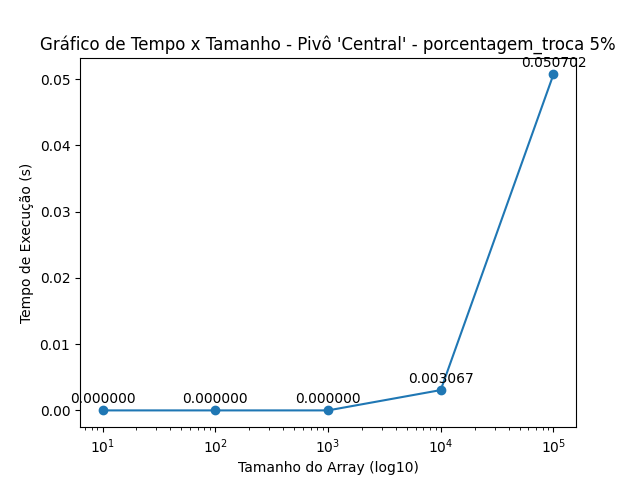 Gráfico de Tempo x Tamanho - Pivô 'Central' - porcentagem_troca 5%
0.050702
0.05
0.04
0.03
0.02
0.01
0.003067
0.000000 0.000000 0.000000
0.00
10¹ 10² 10³ 10⁴ 10⁵
Tamanho do Array (log10)
Tempo de Execução (s)